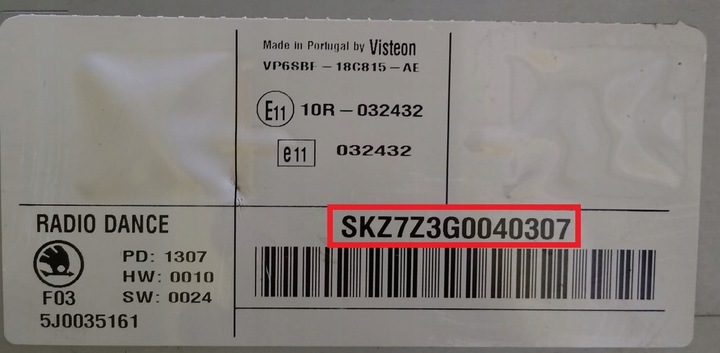 Made in Portugal by Visteon
VP6SBF-18C815-AE
E11 10R-032432
e11 032432
RADIO DANCE
SKZ7Z3G0040307
PD: 1307
HW: 0010
F03 SW: 0024
5J0035161